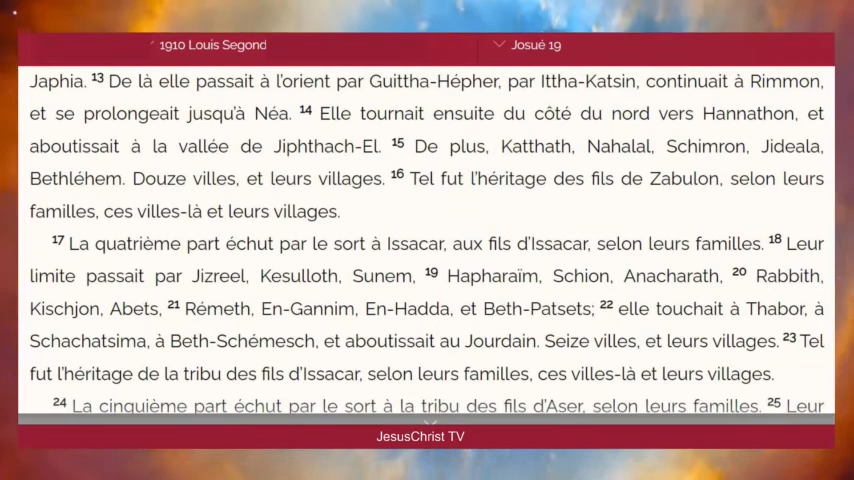 1910 Louis Segond
Josué 19
Japhia. 13 De là elle passait à l’orient par Guittha-Hépher, par Ittha-Katsin, continuait à Rimmon,
et se prolongeait jusqu’à Néa. 14 Elle tournait ensuite du côté du nord vers Hannathon, et
aboutissait à la vallée de Jiphthach-El. 15 De plus, Katthath, Nahalal, Schimron, Jideala,
Bethléhem. Douze villes, et leurs villages. 16 Tel fut l’héritage des fils de Zabulon, selon leurs
familles, ces villes-là et leurs villages.
17 La quatrième part échut par le sort à Issacar, aux fils d’Issacar, selon leurs familles. 18 Leur
limite passait par Jizreel, Kesulloth, Sunem, 19 Hapharaïm, Schion, Anacharath, 20 Rabbith,
Kischjon, Abets, 21 Rémeth, En-Gannim, En-Hadda, et Beth-Patsets; 22 elle touchait à Thabor, à
Schachatsima, à Beth-Schémesch, et aboutissait au Jourdain. Seize villes, et leurs villages. 23 Tel
fut l’héritage de la tribu des fils d’Issacar, selon leurs familles, ces villes-là et leurs villages.
24 La cinquième part échut par le sort à la tribu des fils d’Aser, selon leurs familles. 25 Leur
JesusChrist TV